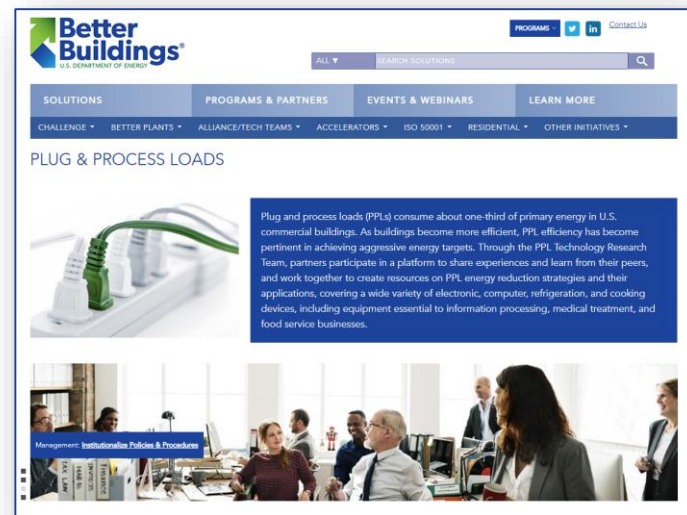 Better
Buildings®
U.S. DEPARTMENT OF ENERGY
PROGRAMS
in
Contact Us
ALL ▼
SEARCH SOLUTIONS
SOLUTIONS
PROGRAMS & PARTNERS
EVENTS & WEBINARS
LEARN MORE
CHALLENGE
BETTER PLANTS
ALLIANCE/TECH TEAMS
ACCELERATORS
ISO 50001
RESIDENTIAL
OTHER INITIATIVES
PLUG & PROCESS LOADS
Plug and process loads (PPLs) consume about one-third of primary energy in U.S.
commercial buildings. As buildings become more efficient, PPL efficiency has become
pertinent in achieving aggressive energy targets. Through the PPL Technology Research
Team, partners participate in a platform to share experiences and learn from their peers,
and work together to create resources on PPL energy reduction strategies and their
applications, covering a wide variety of electronic, computer, refrigeration, and cooking
devices, including equipment essential to information processing, medical treatment, and
food service businesses.
Management: Institutionalize Policies & Procedures
TAX LAW
Finance